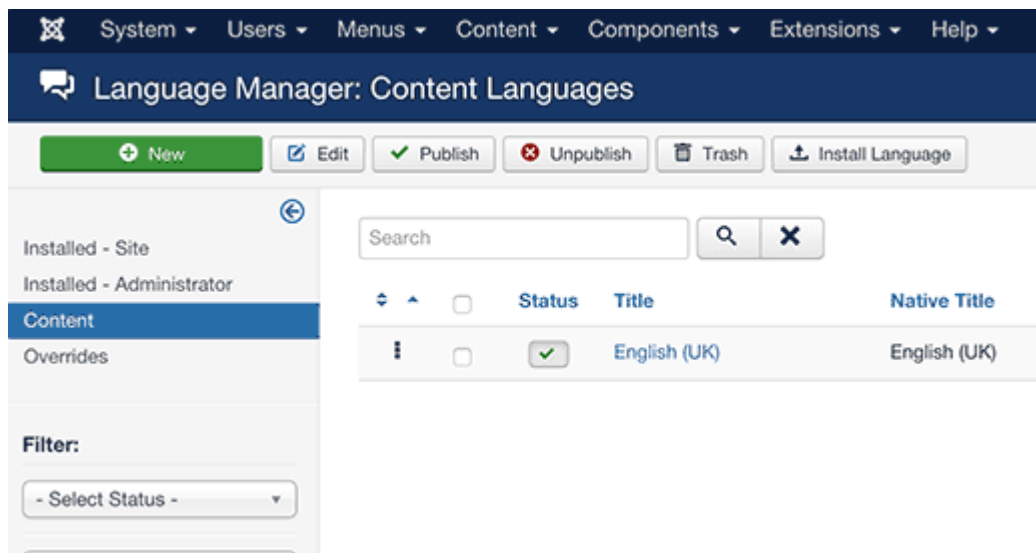 System Users Menus Content Components Extensions Help
Language Manager: Content Languages
New Edit Publish Unpublish Trash Install Language
Installed - Site
Installed - Administrator
Content
Overrides
Filter:
- Select Status -
Search
Status Title Native Title
English (UK) English (UK)